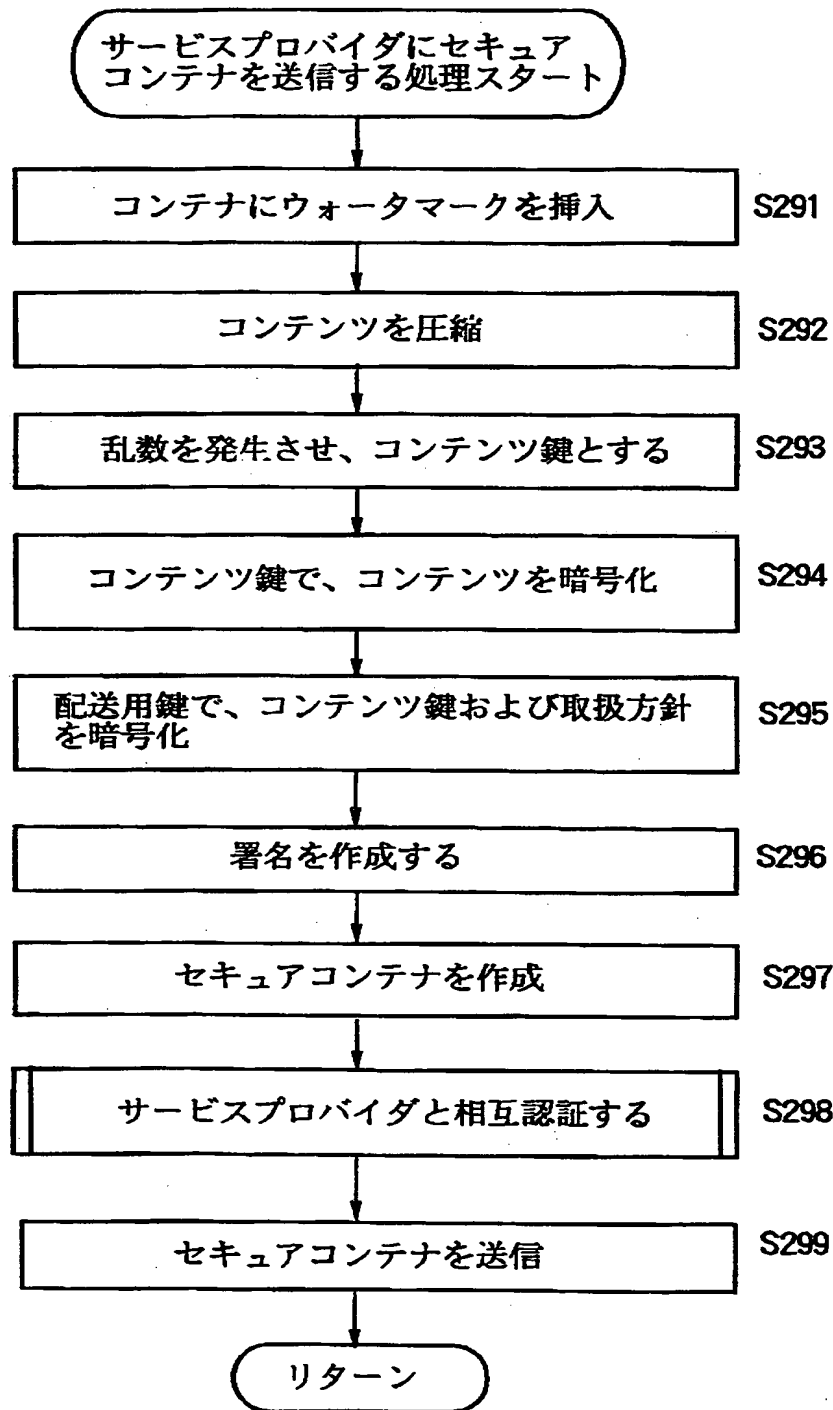 サービスプロバイダにセキュア
コンテナを送信する処理スタート
コンテナにウォータマークを挿入
S291
コンテンツを圧縮
S292
乱数を発生させ、コンテンツ鍵とする
S293
コンテンツ鍵で、コンテンツを暗号化
S294
配送用鍵で、コンテンツ鍵および取扱方針
を暗号化
S295
署名を作成する
S296
セキュアコンテナを作成
S297
サービスプロバイダと相互認証する
S298
セキュアコンテナを送信
S299
リターン